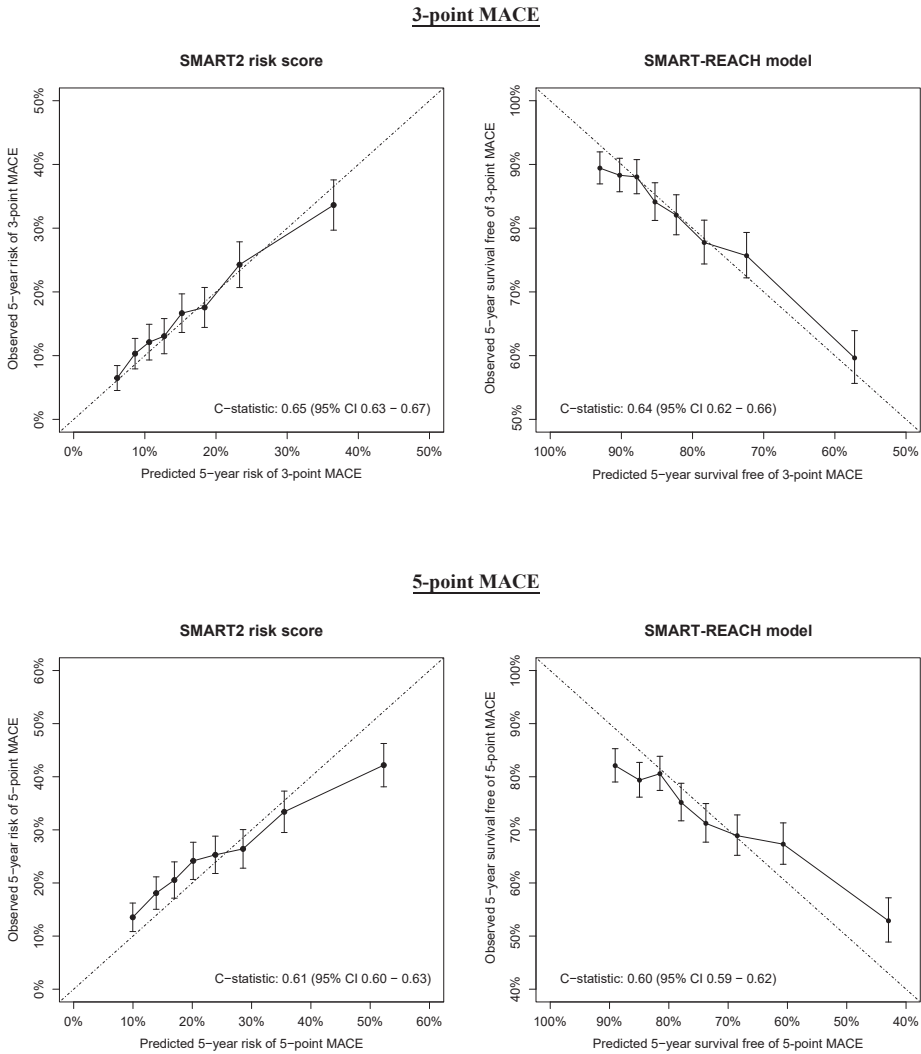 3-point MACE
SMART2 risk score
Observed 5−year risk of 3−point MACE
50%
40%
30%
20%
10%
0%
C−statistic: 0.65 (95% CI 0.63 − 0.67)
0% 10% 20% 30% 40% 50%
Predicted 5−year risk of 3−point MACE
SMART-REACH model
Observed 5−year survival free of 3-point MACE
100%
90%
80%
70%
60%
50%
C−statistic: 0.64 (95% CI 0.62 − 0.66)
100% 90% 80% 70% 60% 50%
Predicted 5−year survival free of 3-point MACE
5-point MACE
SMART2 risk score
Observed 5−year risk of 5−point MACE
60%
50%
40%
30%
20%
10%
0%
C−statistic: 0.61 (95% CI 0.60 − 0.63)
0% 10% 20% 30% 40% 50% 60%
Predicted 5−year risk of 5−point MACE
SMART-REACH model
Observed 5−year survival free of 5-point MACE
100%
90%
80%
70%
60%
50%
40%
C−statistic: 0.60 (95% CI 0.59 − 0.62)
100% 90% 80% 70% 60% 50% 40%
Predicted 5−year survival free of 5-point MACE